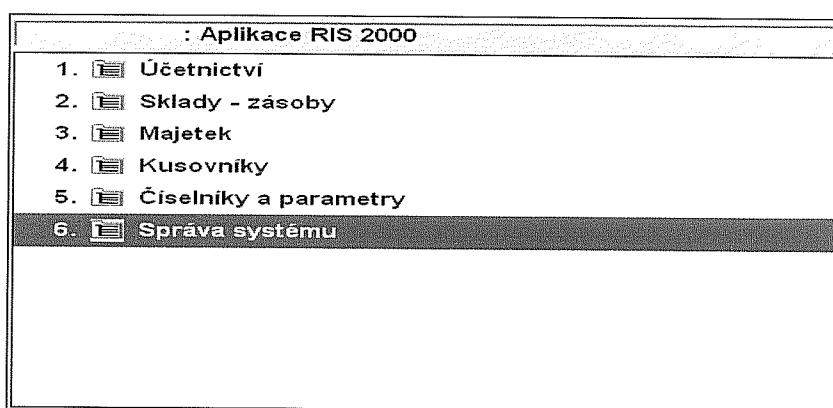 : Aplikace RIS 2000
1. Účetnictví
2. Sklady - zásoby
3. Majetek
4. Kusovníky
5. Číselníky a parametry
6. Správa systému